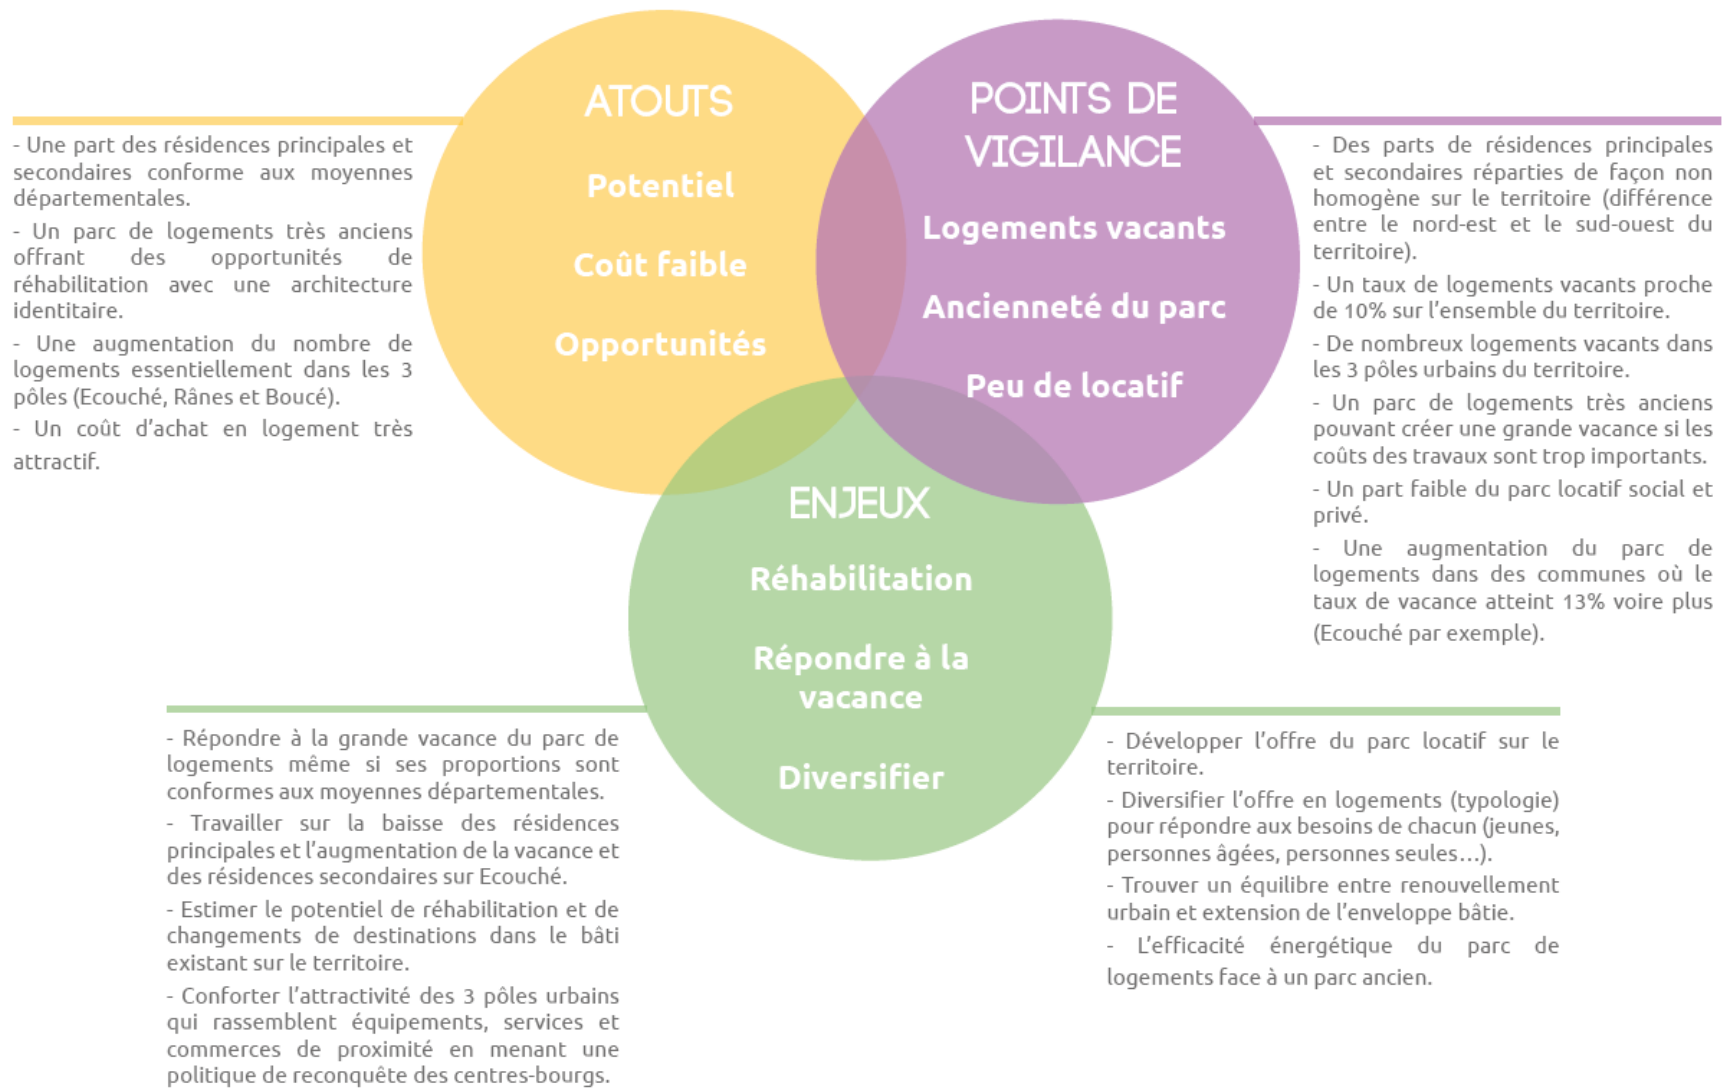 ATOUTS
Potentiel
Coût faible
Opportunités
- Une part des résidences principales et
secondaires conforme aux moyennes
départementales.
- Un parc de logements très anciens
offrant des opportunités de
réhabilitation avec une architecture
identitaire.
- Une augmentation du nombre de
logements essentiellement dans les 3
pôles (Ecouché, Rânes et Boucé).
- Un coût d'achat en logement très
attractif.
POINTS DE
VIGILANCE
Logements vacants
Ancienneté du parc
Peu de locatif
- Des parts de résidences principales
et secondaires réparties de façon non
homogène sur le territoire (différence
entre le nord-est et le sud-ouest du
territoire).
- Un taux de logements vacants proche
de 10% sur l'ensemble du territoire.
- De nombreux logements vacants dans
les 3 pôles urbains du territoire.
- Un parc de logements très anciens
pouvant créer une grande vacance si les
coûts des travaux sont trop importants.
- Un part faible du parc locatif social et
privé.
- Une augmentation du parc de
logements dans des communes où le
taux de vacance atteint 13% voire plus
(Ecouché par exemple).
ENJEUX
Réhabilitation
Répondre à la
vacance
Diversifier
- Répondre à la grande vacance du parc de
logements même si ses proportions sont
conformes aux moyennes départementales.
- Travailler sur la baisse des résidences
principales et l'augmentation de la vacance et
des résidences secondaires sur Ecouché.
- Estimer le potentiel de réhabilitation et de
changements de destinations dans le bâti
existant sur le territoire.
- Conforter l'attractivité des 3 pôles urbains
qui rassemblent équipements, services et
commerces de proximité en menant une
politique de reconquête des centres-bourgs.
- Développer l'offre du parc locatif sur le
territoire.
- Diversifier l'offre en logements (typologie)
pour répondre aux besoins de chacun (jeunes,
personnes âgées, personnes seules…).
- Trouver un équilibre entre renouvellement
urbain et extension de l'enveloppe bâtie.
- L'efficacité énergétique du parc de
logements face à un parc ancien.